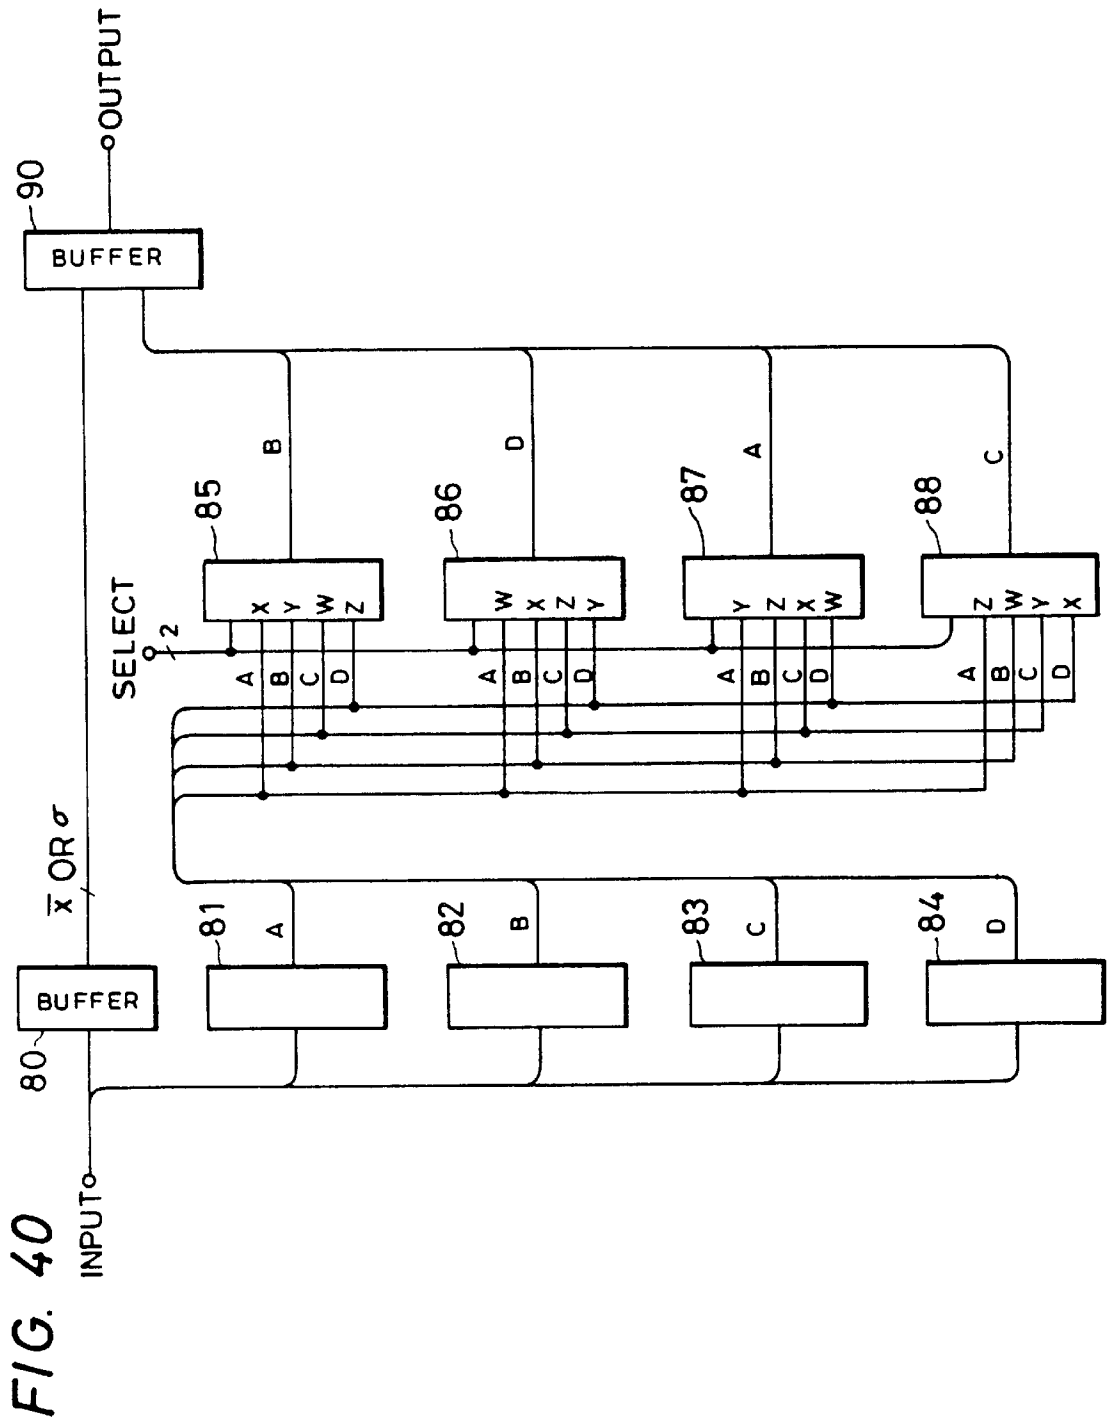 FIG. 40
INPUT
80
BUFFER
x̄ OR σ
90
BUFFER
OUTPUT
SELECT
2
81
A
82
B
83
C
84
D
85
A X
B Y
C W
D Z
B
86
A W
B X
C Z
D Y
D
87
A Y
B Z
C X
D W
A
88
A Z
B W
C Y
D X
C